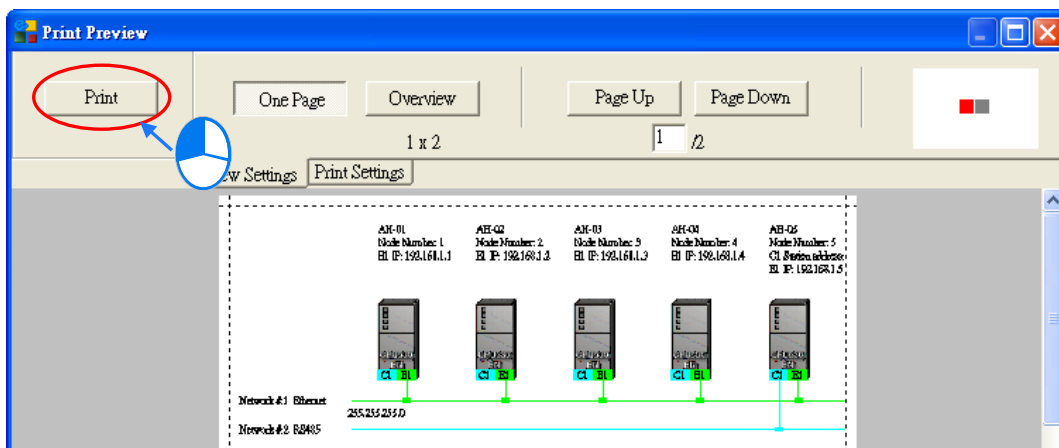 Print Preview
Print
One Page
Overview
Page Up
Page Down
1 x 2
1 /2
ew Settings
Print Settings
AH-01
Node Number: 1
E1 IP: 192.168.1.1
AH-02
Node Number: 2
E1 IP: 192.168.1.2
AH-03
Node Number: 3
E1 IP: 192.168.1.3
AH-04
Node Number: 4
E1 IP: 192.168.1.4
AH-05
Node Number: 5
C1 Station address:
E1 IP: 192.168.1.5
C1 E1
C1 E1
C1 E1
C1 E1
C1 E1
Network #:1 Ethernet
255.255.255.0
Network #:2 RS485